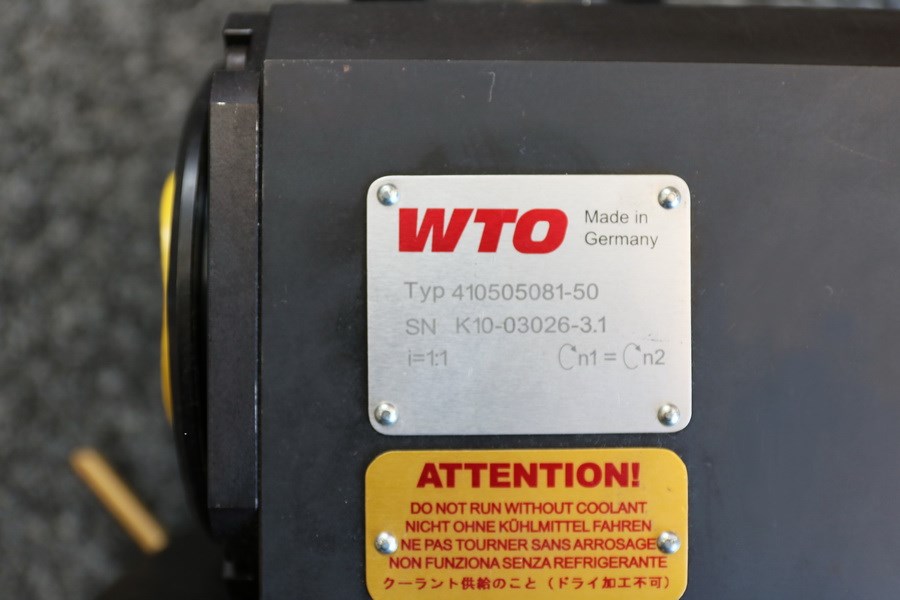 WTO
Made in
Germany
Typ 410505081-50
SN K10-03026-3.1
i=1:1 n1 = n2
ATTENTION!
DO NOT RUN WITHOUT COOLANT
NICHT OHNE KÜHLMITTEL FAHREN
NE PAS TOURNER SANS ARROSAGE
NON FUNZIONA SENZA REFRIGERANTE
クーラント供給のこと（ドライ加工不可）